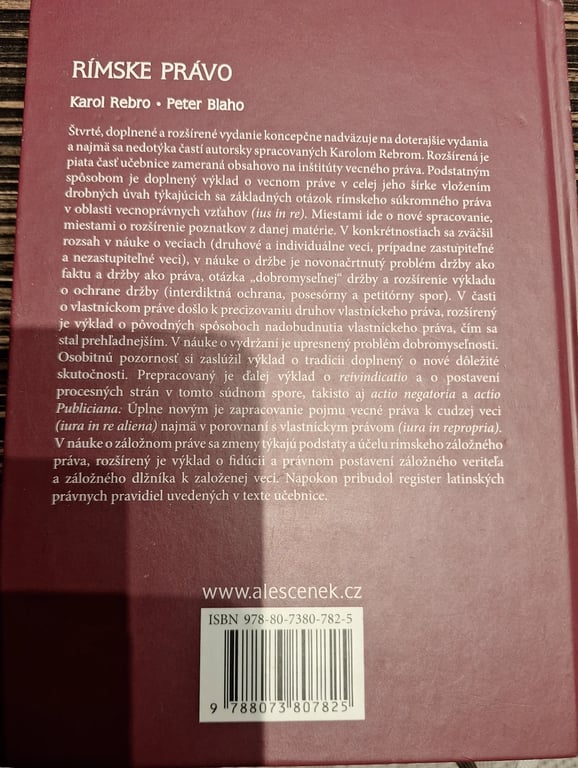 RÍMSKE PRÁVO
Karol Rebro • Peter Blaho
Štvrté, doplnené a rozšírené vydanie koncepčne nadväzuje na doterajšie vydania
a najmä sa nedotýka častí autorsky spracovaných Karolom Rebrom. Rozšírená je
piata časť učebnice zameraná obsahovo na inštitúty vecného práva. Podstatným
spôsobom je doplnený výklad o vecnom práve v celej jeho šírke vložením
drobných úvah týkajúcich sa základných otázok rímskeho súkromného práva
v oblasti vecnoprávnych vzťahov (ius in re). Miestami ide o nové spracovanie,
miestami o rozšírenie poznatkov z danej matérie. V konkrétnostiach sa zväčšil
rozsah v náuke o veciach (druhové a individuálne veci, prípadne zastupiteľné
a nezastupiteľné veci), v náuke o držbe je novonačrtnutý problém držby ako
faktu a držby ako práva, otázka „dobromyseľnej" držby a rozšírenie výkladu
o ochrane držby (interdiktná ochrana, posesórny a petitórny spor). V časti
o vlastníckom práve došlo k precizovaniu druhov vlastníckeho práva, rozšírený
je výklad o pôvodných spôsoboch nadobudnutia vlastníckeho práva, čím sa
stal prehľadnejším. V náuke o vydržaní je upresnený problém dobromyseľnosti.
Osobitnú pozornosť si zaslúžil výklad o tradícii doplnený o nové dôležité
skutočnosti. Prepracovaný je ďalej výklad o reivindicatio a o postavení
procesných strán v tomto súdnom spore, takisto aj actio negatoria a actio
Publiciana. Úplne novým je zapracovanie pojmu vecné práva k cudzej veci
(iura in re aliena) najmä v porovnaní s vlastníckym právom (iura in repropria).
V náuke o záložnom práve sa zmeny týkajú podstaty a účelu rímskeho záložného
práva, rozšírený je výklad o fidúcii a právnom postavení záložného veriteľa
a záložného dlžníka k založenej veci. Napokon pribudol register latinských
právnych pravidiel uvedených v texte učebnice.
www.alescenek.cz
ISBN 978-80-7380-782-5
9 788073 807825